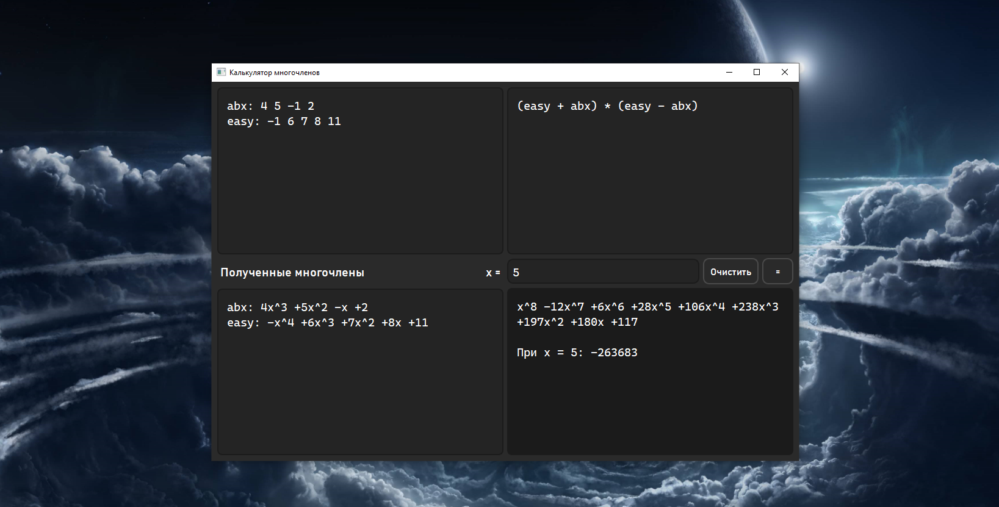 Калькулятор многочленов
abx: 4 5 -1 2
easy: -1 6 7 8 11
(easy + abx) * (easy - abx)
Полученные многочлены
x =
5
Очистить
=
abx: 4x^3 +5x^2 -x +2
easy: -x^4 +6x^3 +7x^2 +8x +11
x^8 -12x^7 +6x^6 +28x^5 +106x^4 +238x^3
+197x^2 +180x +117
При x = 5: -263683